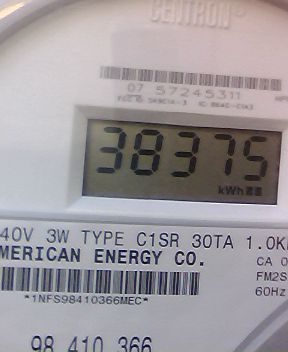 CENTRON®
07 57245311
38375
kWh
40V 3W TYPE C1SR 30TA 1.0K
MERICAN ENERGY CO.
CA 0
FM2S
*1NFS98410366MEC*
60Hz
98 410 366